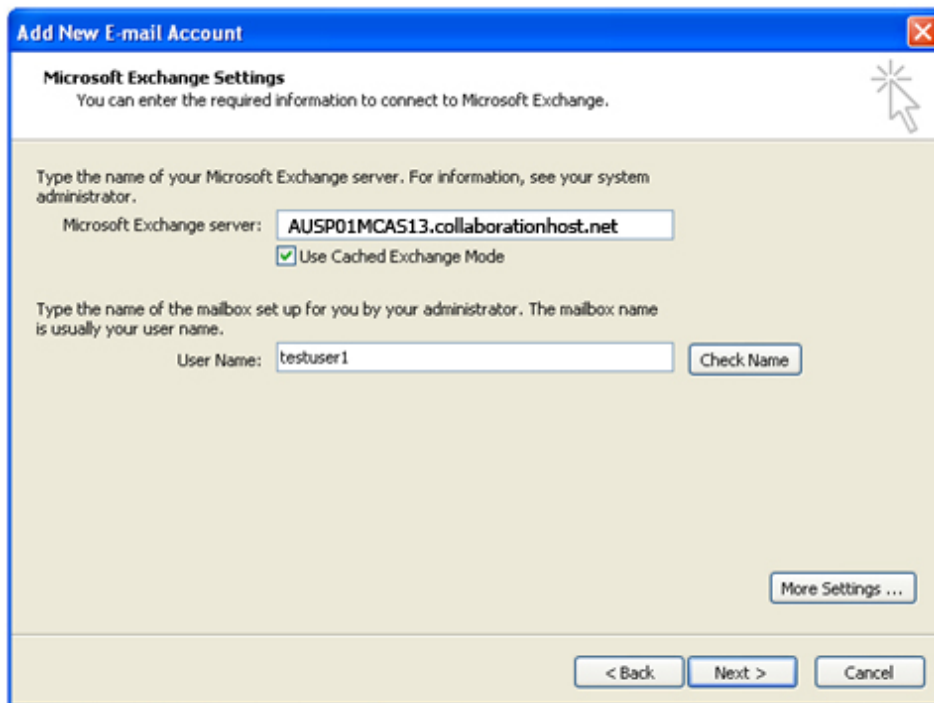 Add New E-mail Account
Microsoft Exchange Settings
You can enter the required information to connect to Microsoft Exchange.
Type the name of your Microsoft Exchange server. For information, see your system
administrator.
Microsoft Exchange server: AUSP01MCAS13.collaborationhost.net
Use Cached Exchange Mode
Type the name of the mailbox set up for you by your administrator. The mailbox name
is usually your user name.
User Name: testuser1 Check Name
More Settings ...
< Back Next > Cancel